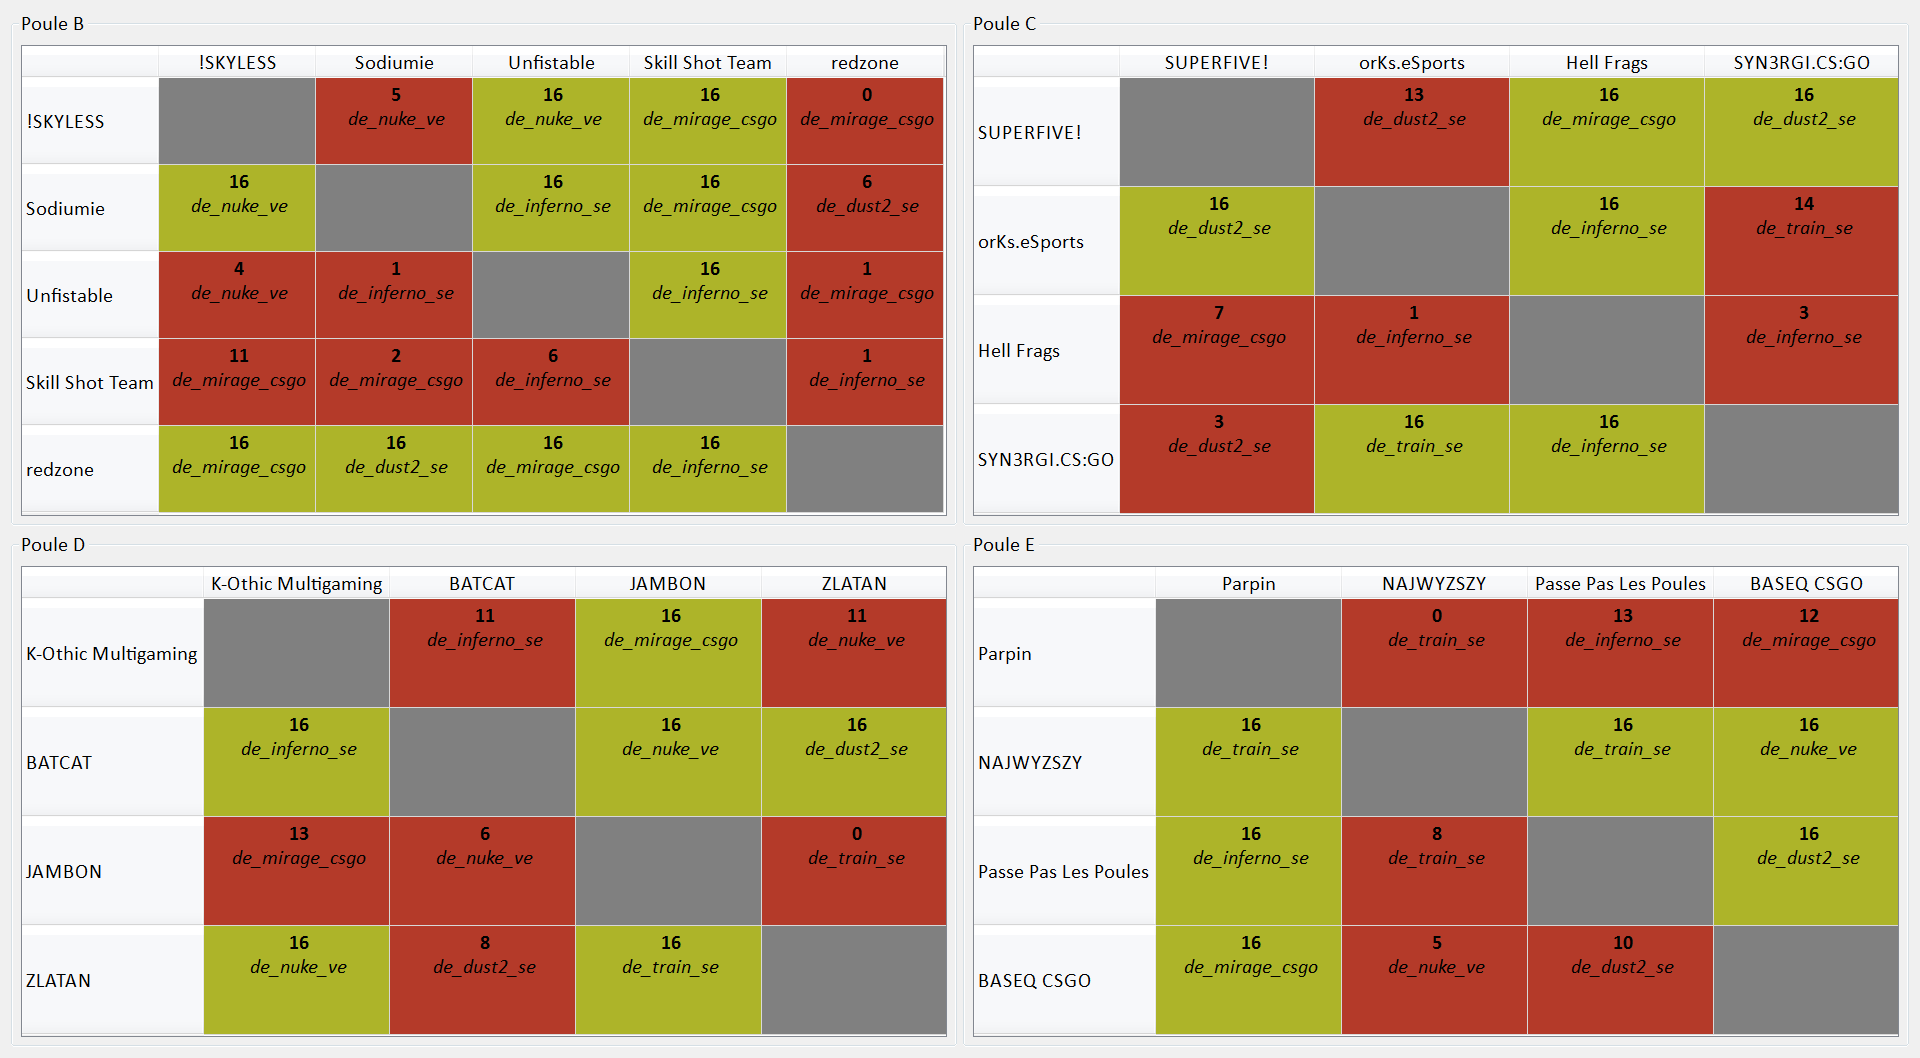 Poule B
!SKYLESS Sodiumie Unfistable Skill Shot Team redzone
!SKYLESS
5
de_nuke_ve
16
de_nuke_ve
16
de_mirage_csgo
0
de_mirage_csgo
Sodiumie
16
de_nuke_ve
16
de_inferno_se
16
de_mirage_csgo
6
de_dust2_se
Unfistable
4
de_nuke_ve
1
de_inferno_se
16
de_inferno_se
1
de_mirage_csgo
Skill Shot Team
11
de_mirage_csgo
2
de_mirage_csgo
6
de_inferno_se
1
de_inferno_se
redzone
16
de_mirage_csgo
16
de_dust2_se
16
de_mirage_csgo
16
de_inferno_se
Poule C
SUPERFIVE! orKs.eSports Hell Frags SYN3RGI.CS:GO
SUPERFIVE!
13
de_dust2_se
16
de_mirage_csgo
16
de_dust2_se
orKs.eSports
16
de_dust2_se
16
de_inferno_se
14
de_train_se
Hell Frags
7
de_mirage_csgo
1
de_inferno_se
3
de_inferno_se
SYN3RGI.CS:GO
3
de_dust2_se
16
de_train_se
16
de_inferno_se
Poule D
K-Othic Multigaming BATCAT JAMBON ZLATAN
K-Othic Multigaming
11
de_inferno_se
16
de_mirage_csgo
11
de_nuke_ve
BATCAT
16
de_inferno_se
16
de_nuke_ve
16
de_dust2_se
JAMBON
13
de_mirage_csgo
6
de_nuke_ve
0
de_train_se
ZLATAN
16
de_nuke_ve
8
de_dust2_se
16
de_train_se
Poule E
Parpin NAJWYZSZY Passe Pas Les Poules BASEQ CSGO
Parpin
0
de_train_se
13
de_inferno_se
12
de_mirage_csgo
NAJWYZSZY
16
de_train_se
16
de_train_se
16
de_nuke_ve
Passe Pas Les Poules
16
de_inferno_se
8
de_train_se
16
de_dust2_se
BASEQ CSGO
16
de_mirage_csgo
5
de_nuke_ve
10
de_dust2_se